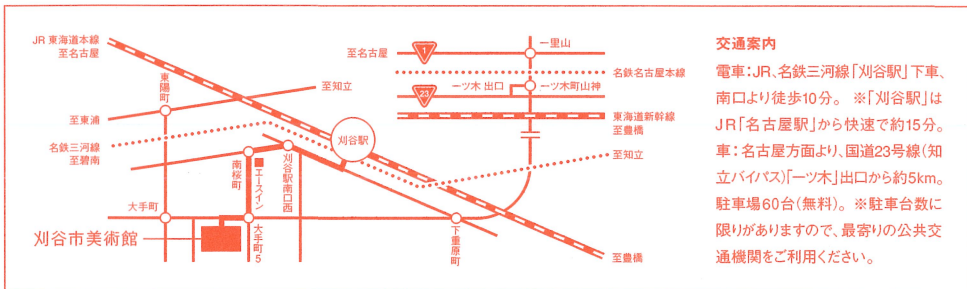 JR 東海道本線
至名古屋
東陽町
至知立
至東浦
名鉄三河線
至碧南
南桜町
エースイン
刈谷駅南口西
刈谷駅
大手町
刈谷市美術館
大手町5
下重原町
至豊橋
至名古屋
1
一里山
名鉄名古屋本線
23
一ツ木 出口
一ツ木町山神
東海道新幹線
至豊橋
至知立
交通案内
電車:JR、名鉄三河線「刈谷駅」下車、
南口より徒歩10分。 ※「刈谷駅」は
JR「名古屋駅」から快速で約15分。
車:名古屋方面より、国道23号線(知
立バイパス)「一ツ木」出口から約5km。
駐車場60台(無料)。 ※駐車台数に
限りがありますので、最寄りの公共交
通機関をご利用ください。